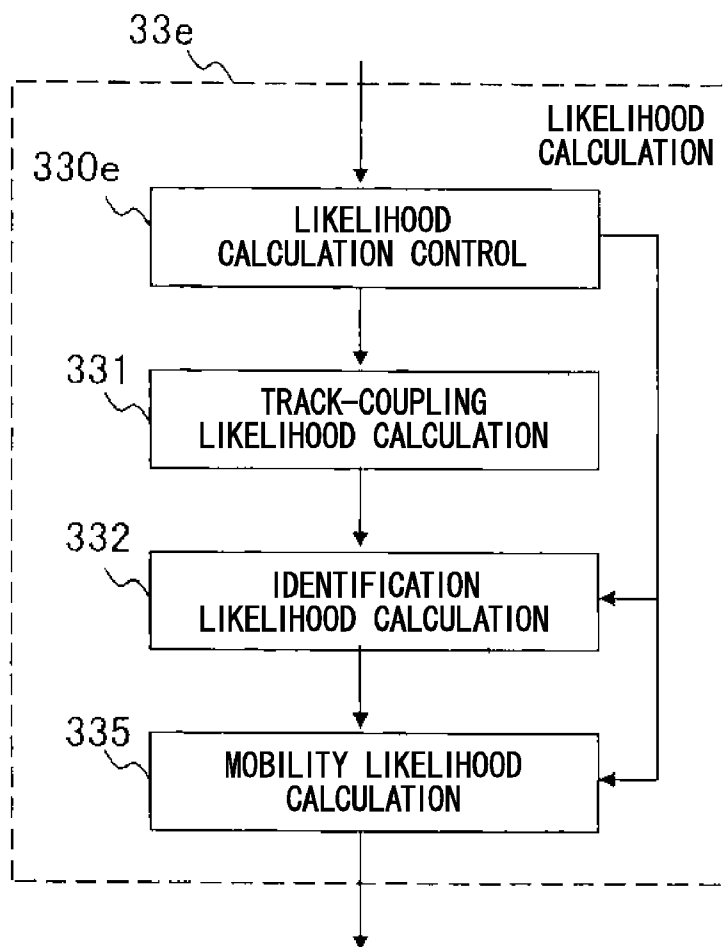 33e
LIKELIHOOD
CALCULATION
330e
LIKELIHOOD
CALCULATION CONTROL
331
TRACK-COUPLING
LIKELIHOOD CALCULATION
332
IDENTIFICATION
LIKELIHOOD CALCULATION
335
MOBILITY LIKELIHOOD
CALCULATION